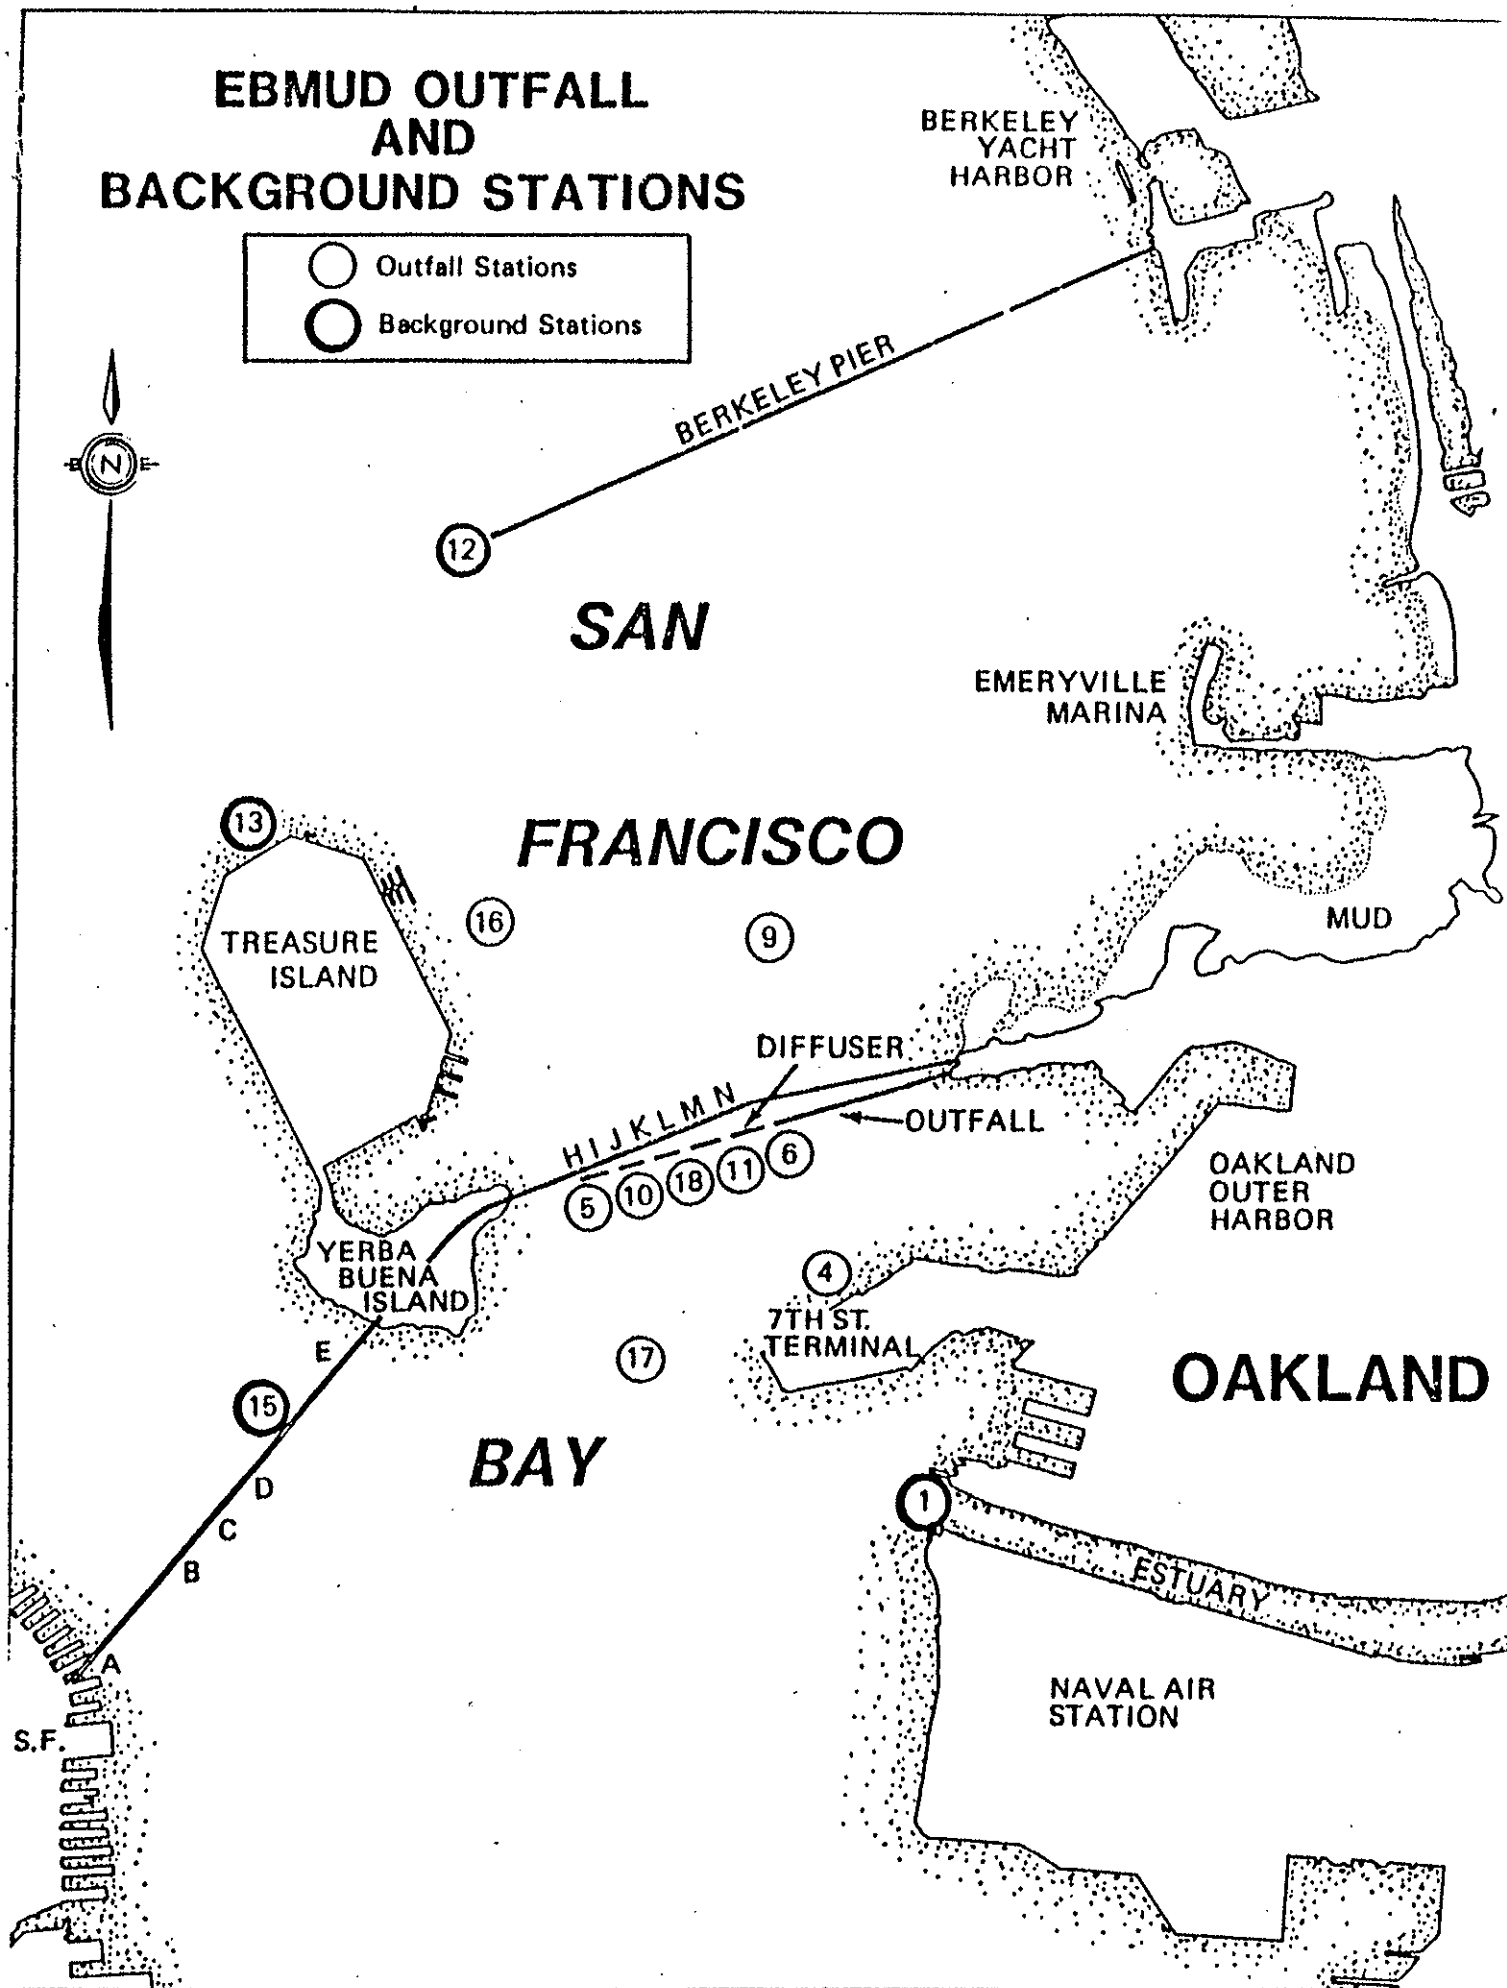 EBMUD OUTFALL
AND
BACKGROUND STATIONS
Outfall Stations
Background Stations
BERKELEY
YACHT
HARBOR
BERKELEY PIER
N
E
12
SAN
EMERYVILLE
MARINA
13
FRANCISCO
16
9
MUD
TREASURE
ISLAND
DIFFUSER
H I J K L M N
OUTFALL
5
10
18
11
6
OAKLAND
OUTER
HARBOR
YERBA
BUENA
ISLAND
4
7TH ST.
TERMINAL
E
17
OAKLAND
15
BAY
D
C
B
A
1
ESTUARY
NAVAL AIR
STATION
S.F.